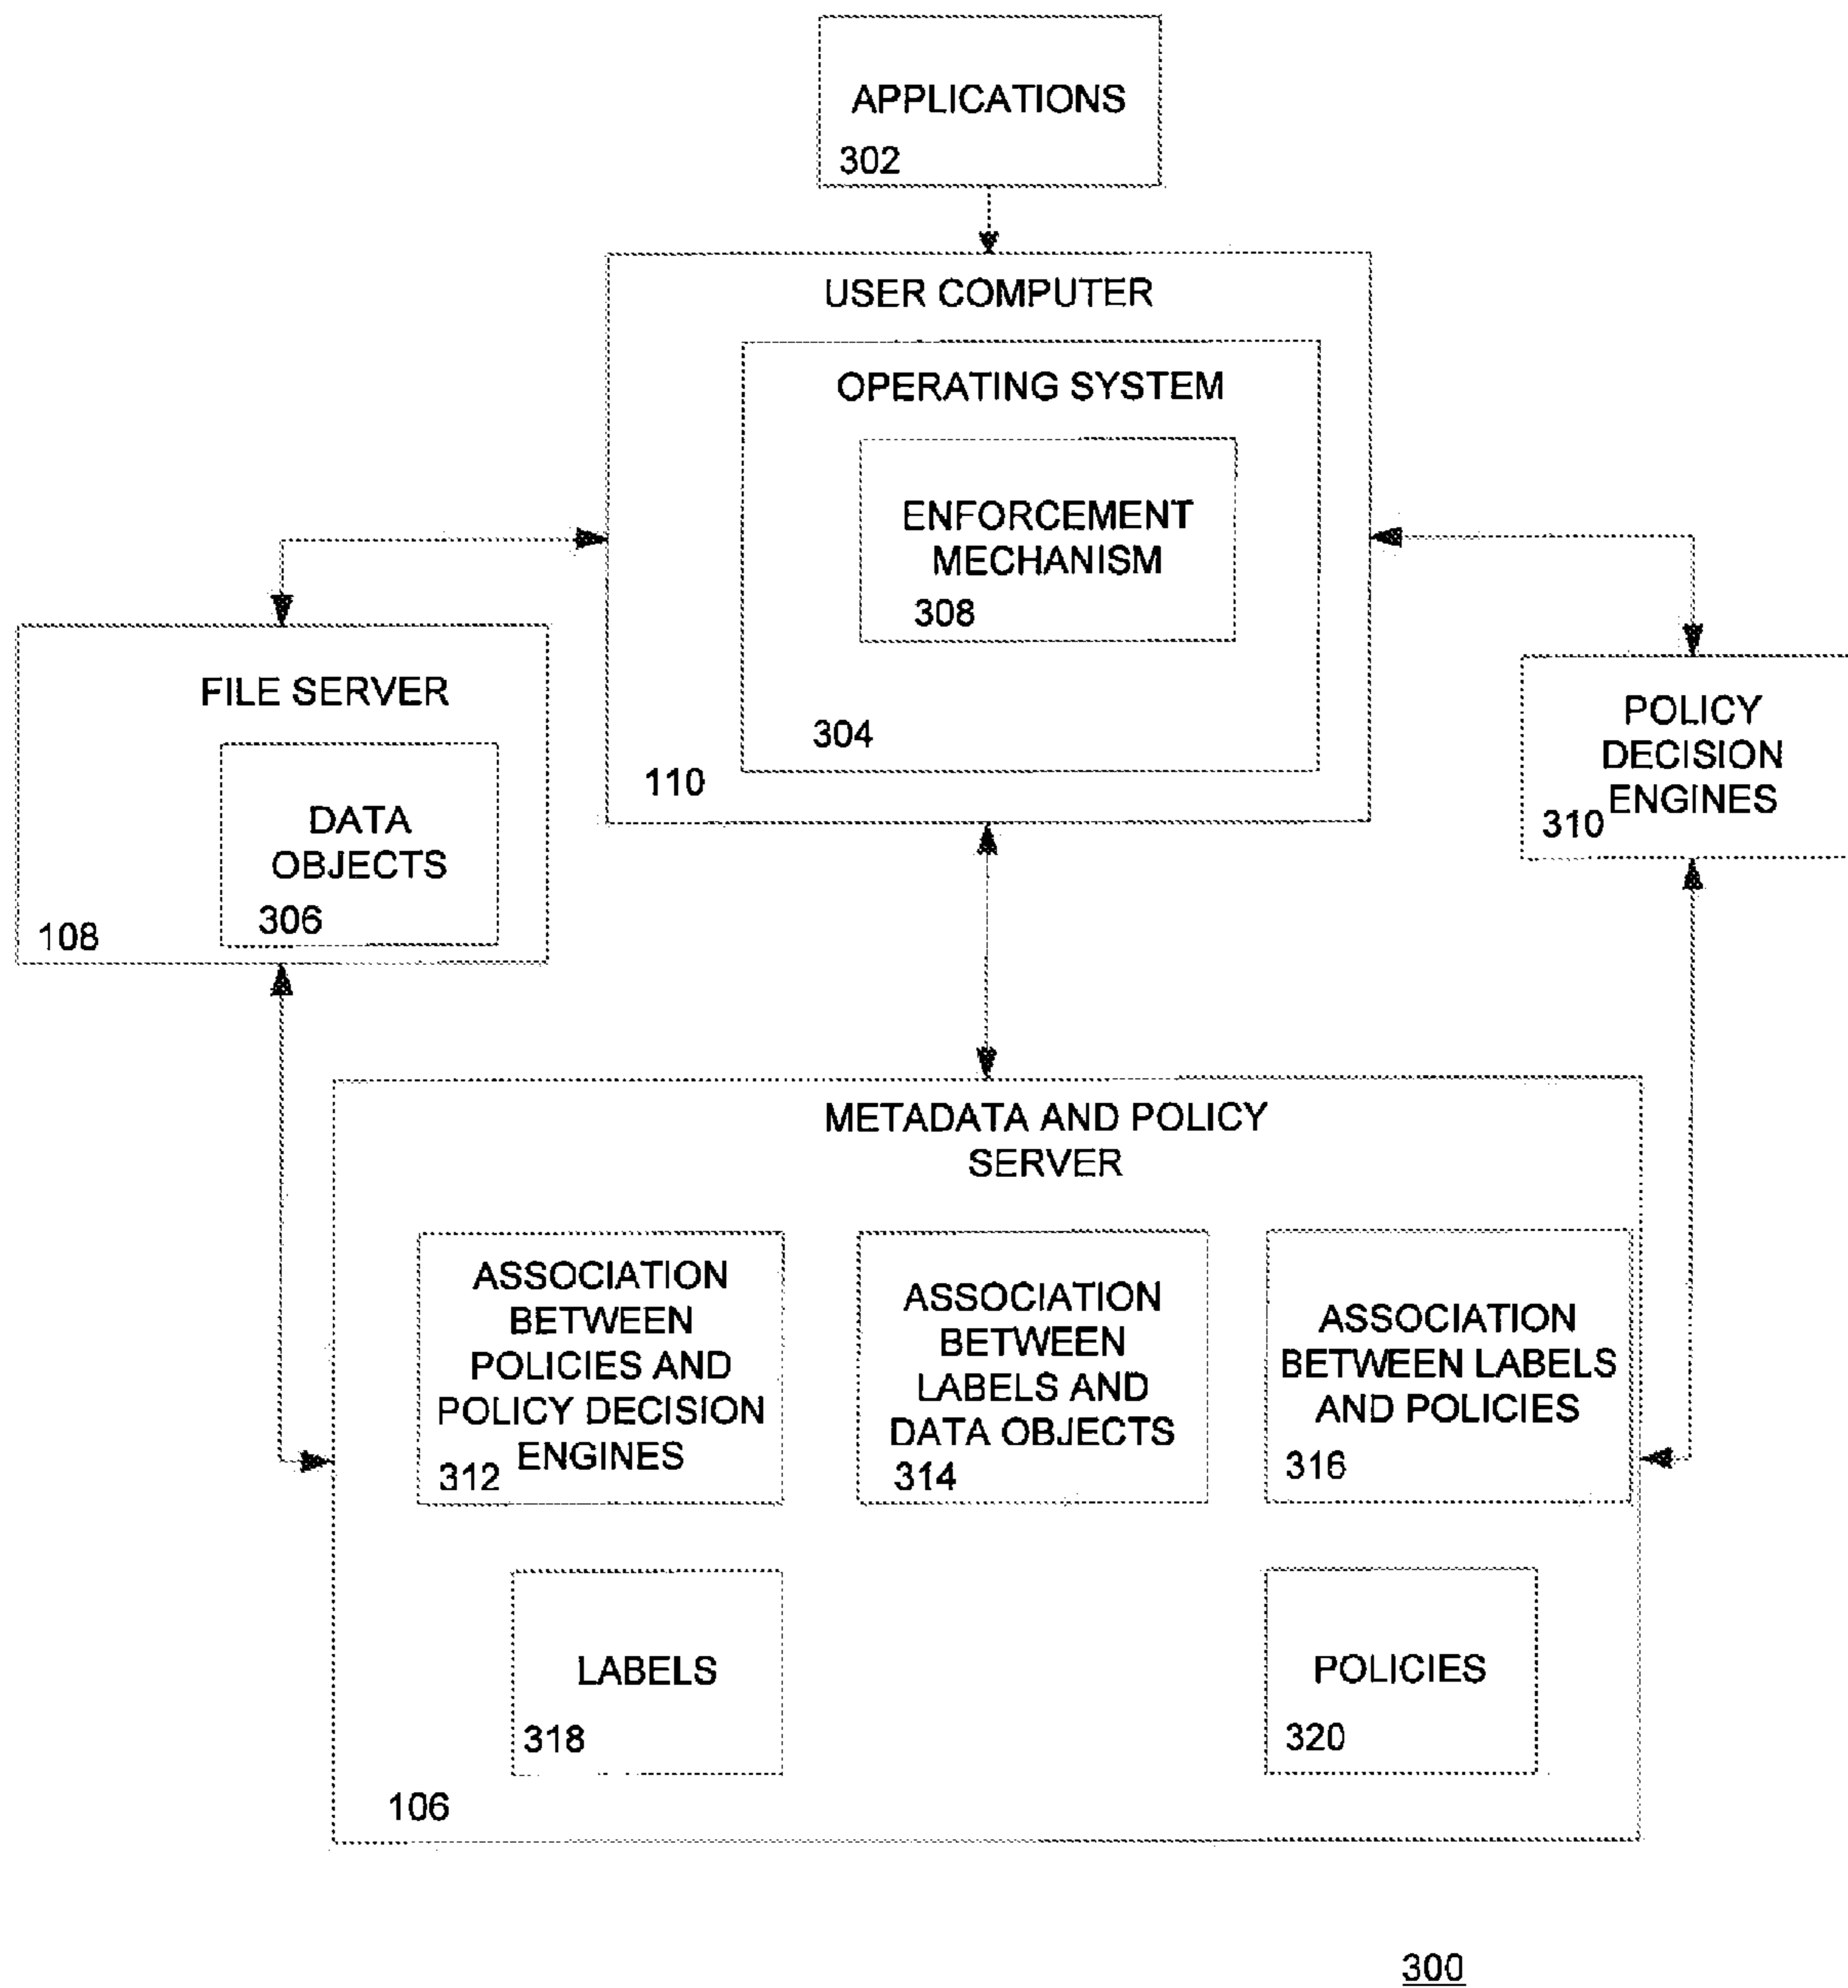 APPLICATIONS
302
USER COMPUTER
OPERATING SYSTEM
ENFORCEMENT
MECHANISM
308
304
110
FILE SERVER
DATA
OBJECTS
306
108
POLICY
DECISION
ENGINES
310
METADATA AND POLICY
SERVER
ASSOCIATION
BETWEEN
POLICIES AND
POLICY DECISION
ENGINES
312
ASSOCIATION
BETWEEN
LABELS AND
DATA OBJECTS
314
ASSOCIATION
BETWEEN LABELS
AND POLICIES
316
LABELS
318
POLICIES
320
106
300